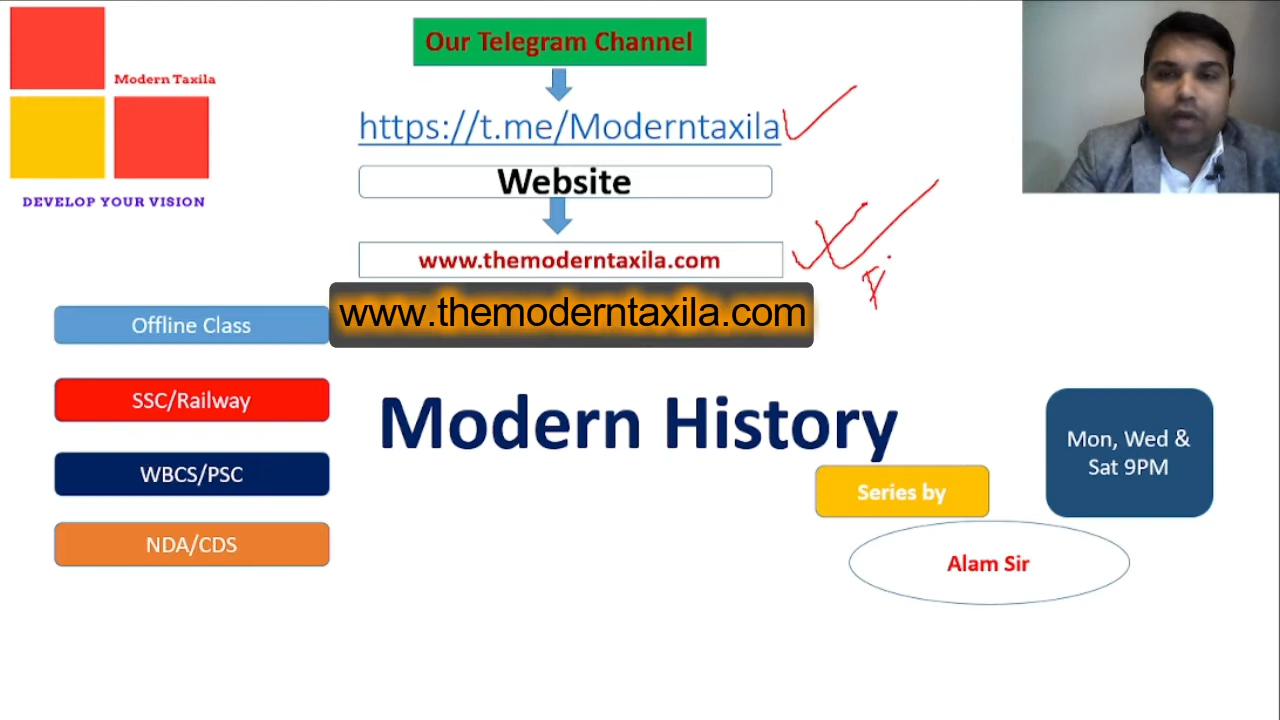 Our Telegram Channel
Modern Taxila
https://t.me/Moderntaxila
Website
DEVELOP YOUR VISION
www.themoderntaxila.com
www.themoderntaxila.com
Offline Class
SSC/Railway
WBCS/PSC
NDA/CDS
Modern History
Mon, Wed &
Sat 9PM
Series by
Alam Sir